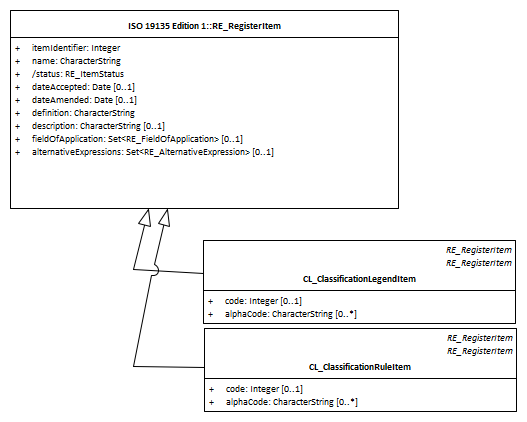 ISO 19135 Edition 1::RE_RegisterItem
+ itemIdentifier: Integer
+ name: CharacterString
+ /status: RE_ItemStatus
+ dateAccepted: Date [0..1]
+ dateAmended: Date [0..1]
+ definition: CharacterString
+ description: CharacterString [0..1]
+ fieldOfApplication: Set<RE_FieldOfApplication> [0..1]
+ alternativeExpressions: Set<RE_AlternativeExpression> [0..1]
RE_RegisterItem
RE_RegisterItem
CL_ClassificationLegendItem
+ code: Integer [0..1]
+ alphaCode: CharacterString [0..*]
RE_RegisterItem
RE_RegisterItem
CL_ClassificationRuleItem
+ code: Integer [0..1]
+ alphaCode: CharacterString [0..*]